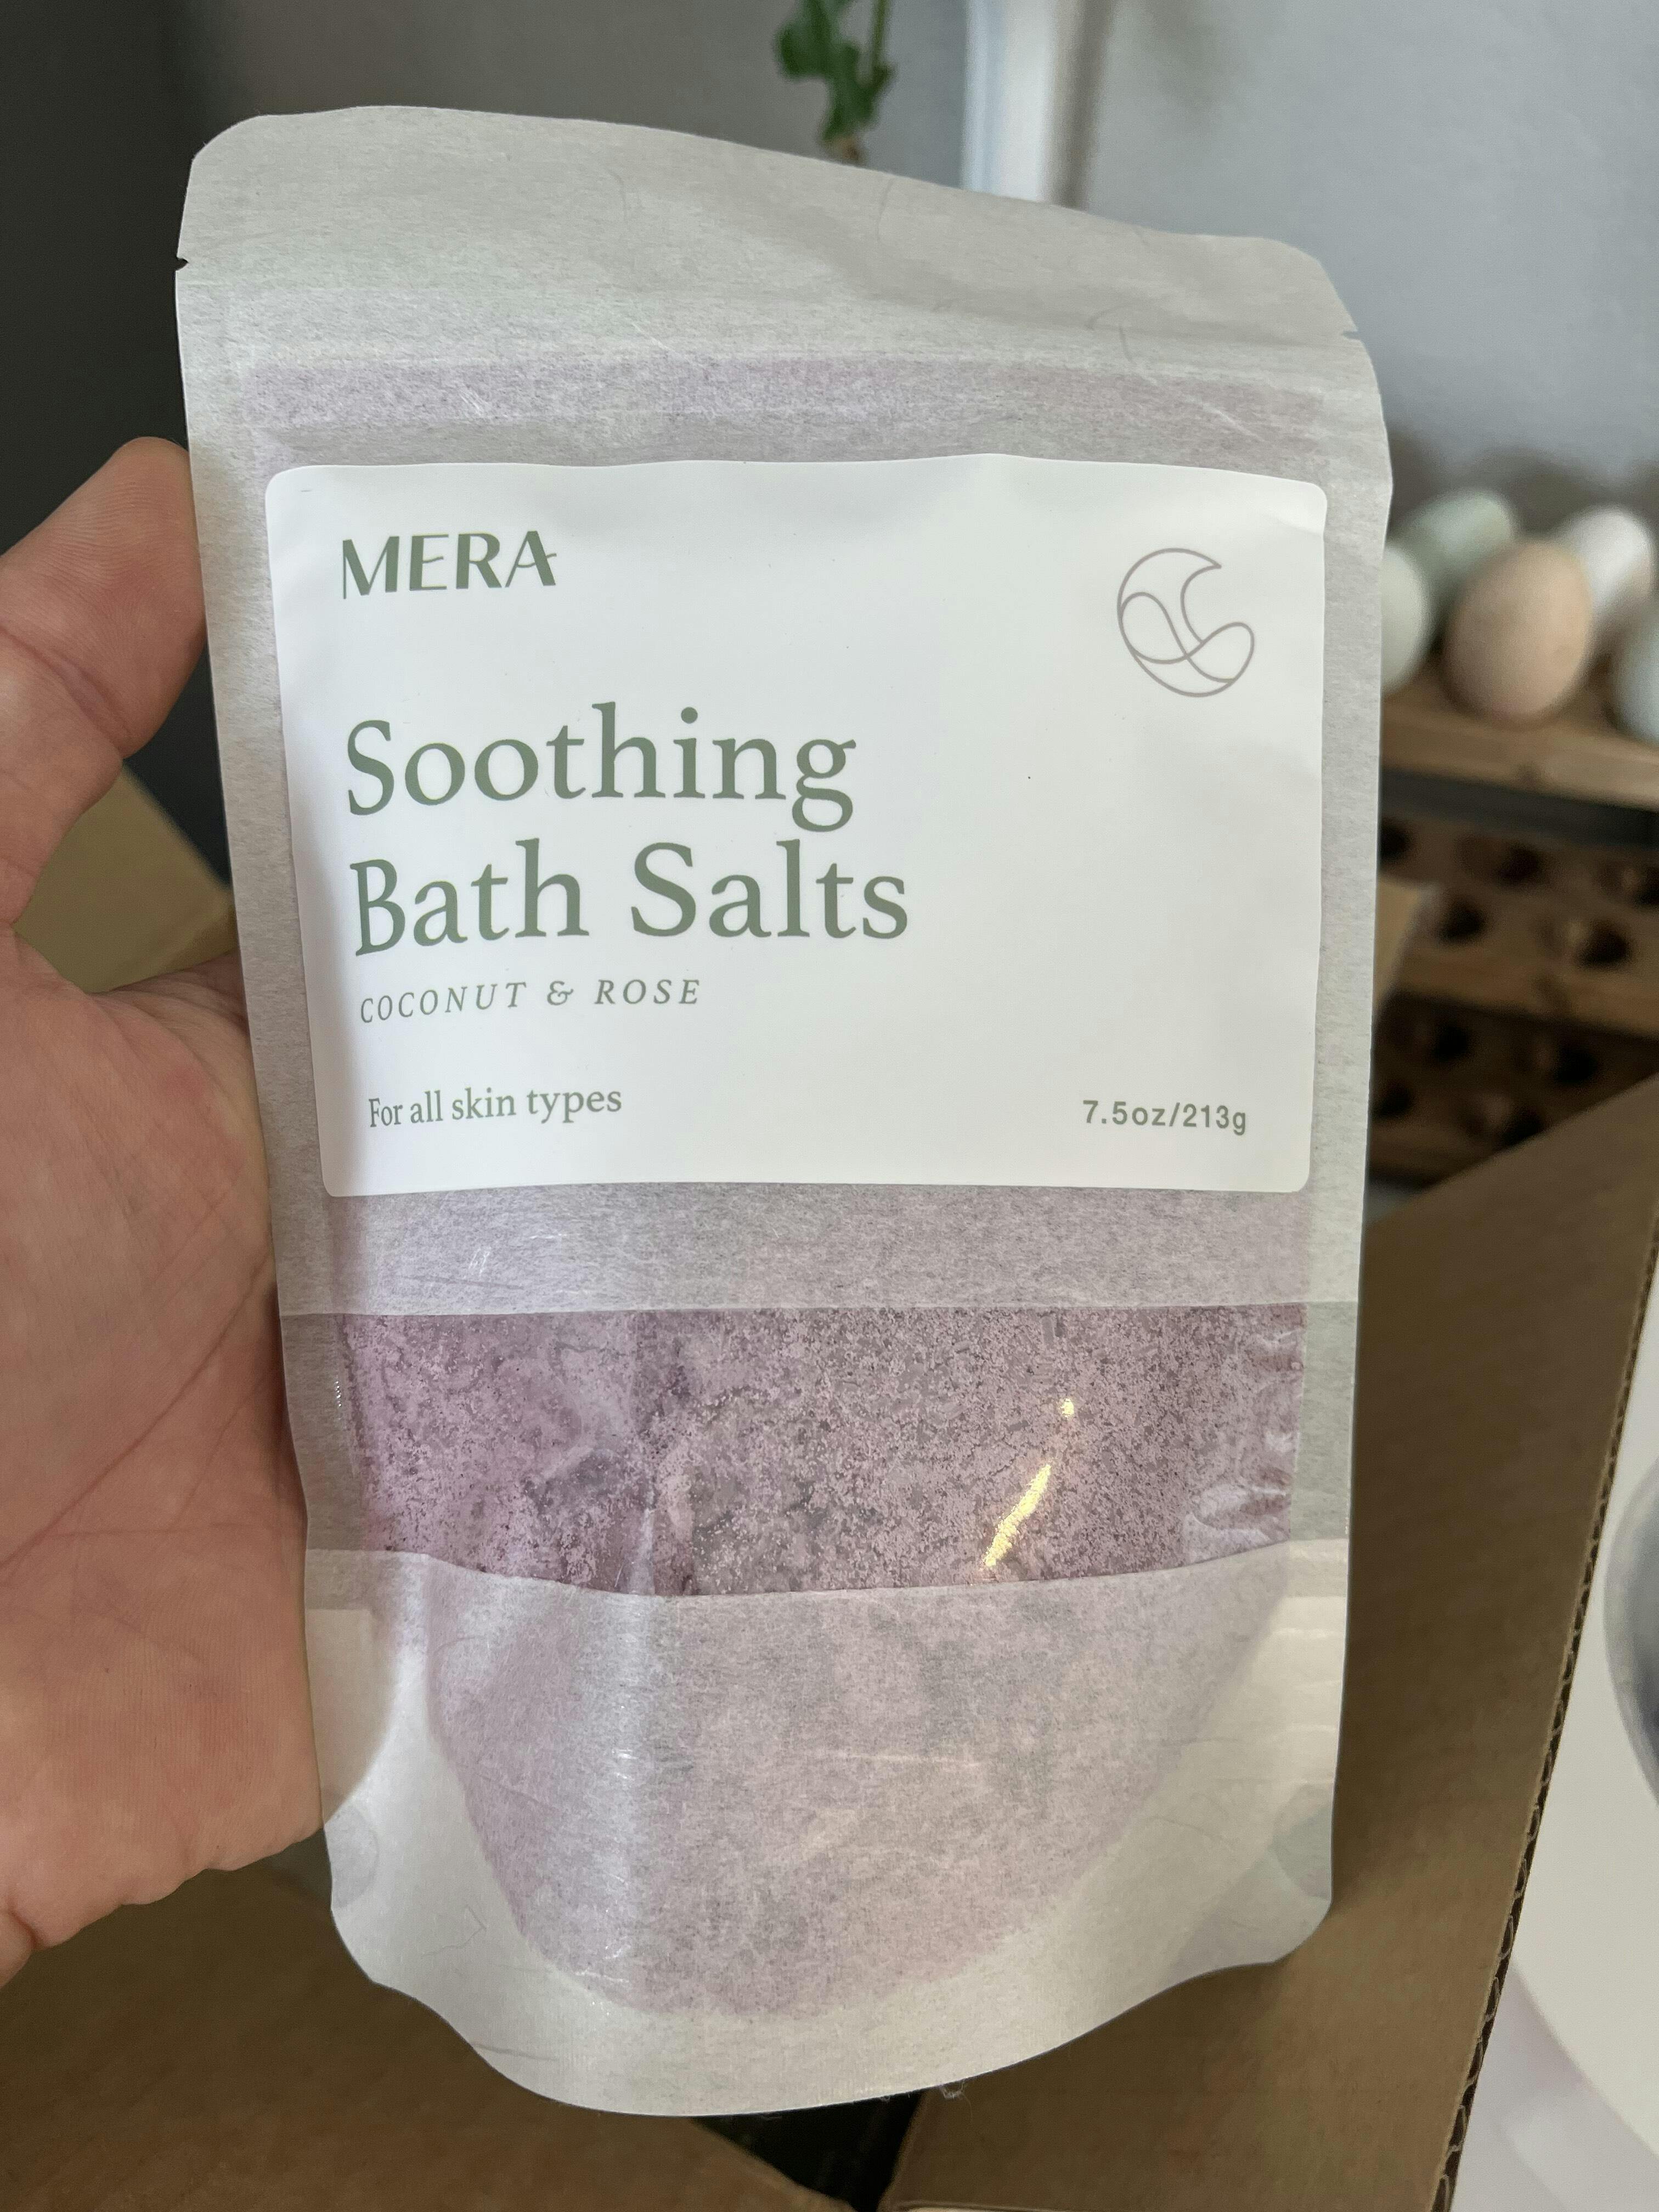 MERA
Soothing
Bath Salts
COCONUT & ROSE
For all skin types
7.5oz/213g